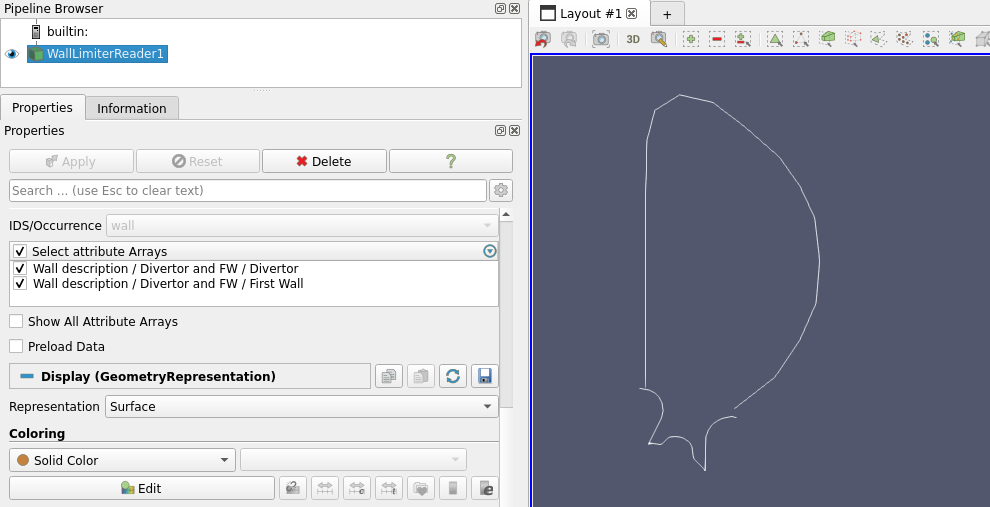 Pipeline Browser
builtin:
WallLimiterReader1
Properties
Information
Properties
Apply
Reset
Delete
?
Search ... (use Esc to clear text)
IDS/Occurrence
wall
Select attribute Arrays
Wall description / Divertor and FW / Divertor
Wall description / Divertor and FW / First Wall
Show All Attribute Arrays
Preload Data
Display (GeometryRepresentation)
Representation
Surface
Coloring
Solid Color
Edit
Layout #1
+
3D